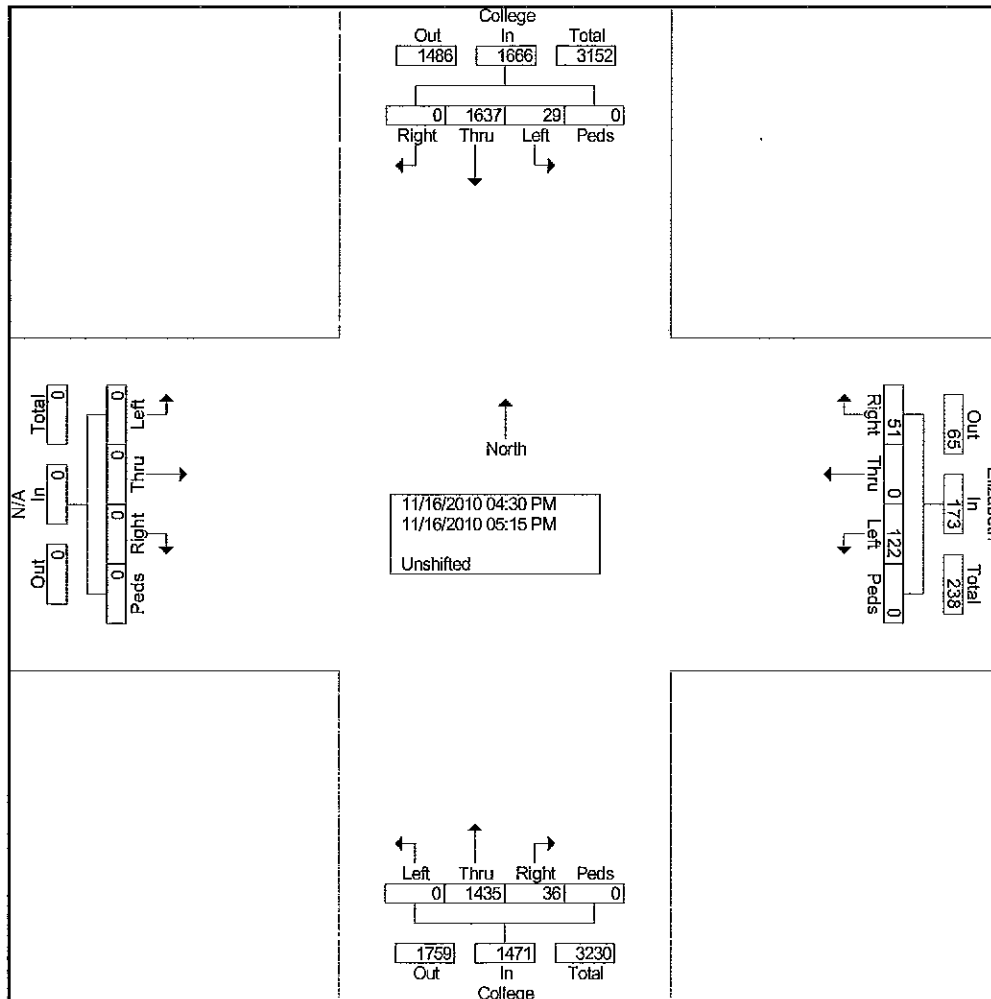 College
Out In Total
1486 1666 3152
0 1637 29 0
Right Thru Left Peds
North
11/16/2010 04:30 PM
11/16/2010 05:15 PM
Unshifted
N/A
Total In Out
0 0 0
0 0 0 0
Left Thru Right Peds
Right Thru Left Peds
51 0 122 0
Out In Total
65 173 238
Left Thru Right Peds
0 1435 36 0
1759 1471 3230
Out In Total
College